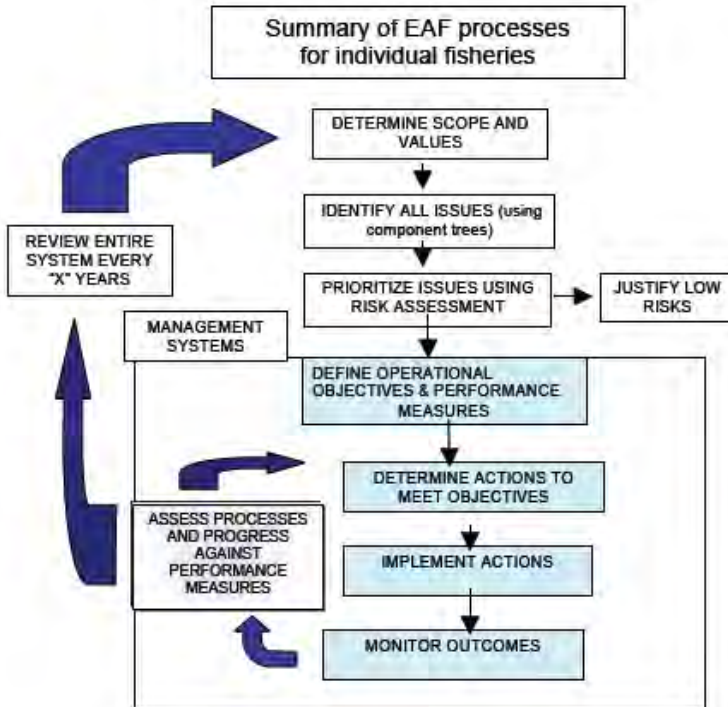 Summary of EAF processes
for individual fisheries
DETERMINE SCOPE AND
VALUES
IDENTIFY ALL ISSUES (using
component trees)
REVIEW ENTIRE
SYSTEM EVERY
"X" YEARS
PRIORITIZE ISSUES USING
RISK ASSESSMENT
JUSTIFY LOW
RISKS
MANAGEMENT
SYSTEMS
DEFINE OPERATIONAL
OBJECTIVES & PERFORMANCE
MEASURES
DETERMINE ACTIONS TO
MEET OBJECTIVES
ASSESS PROCESSES
AND PROGRESS
AGAINST
PERFORMANCE
MEASURES
IMPLEMENT ACTIONS
MONITOR OUTCOMES